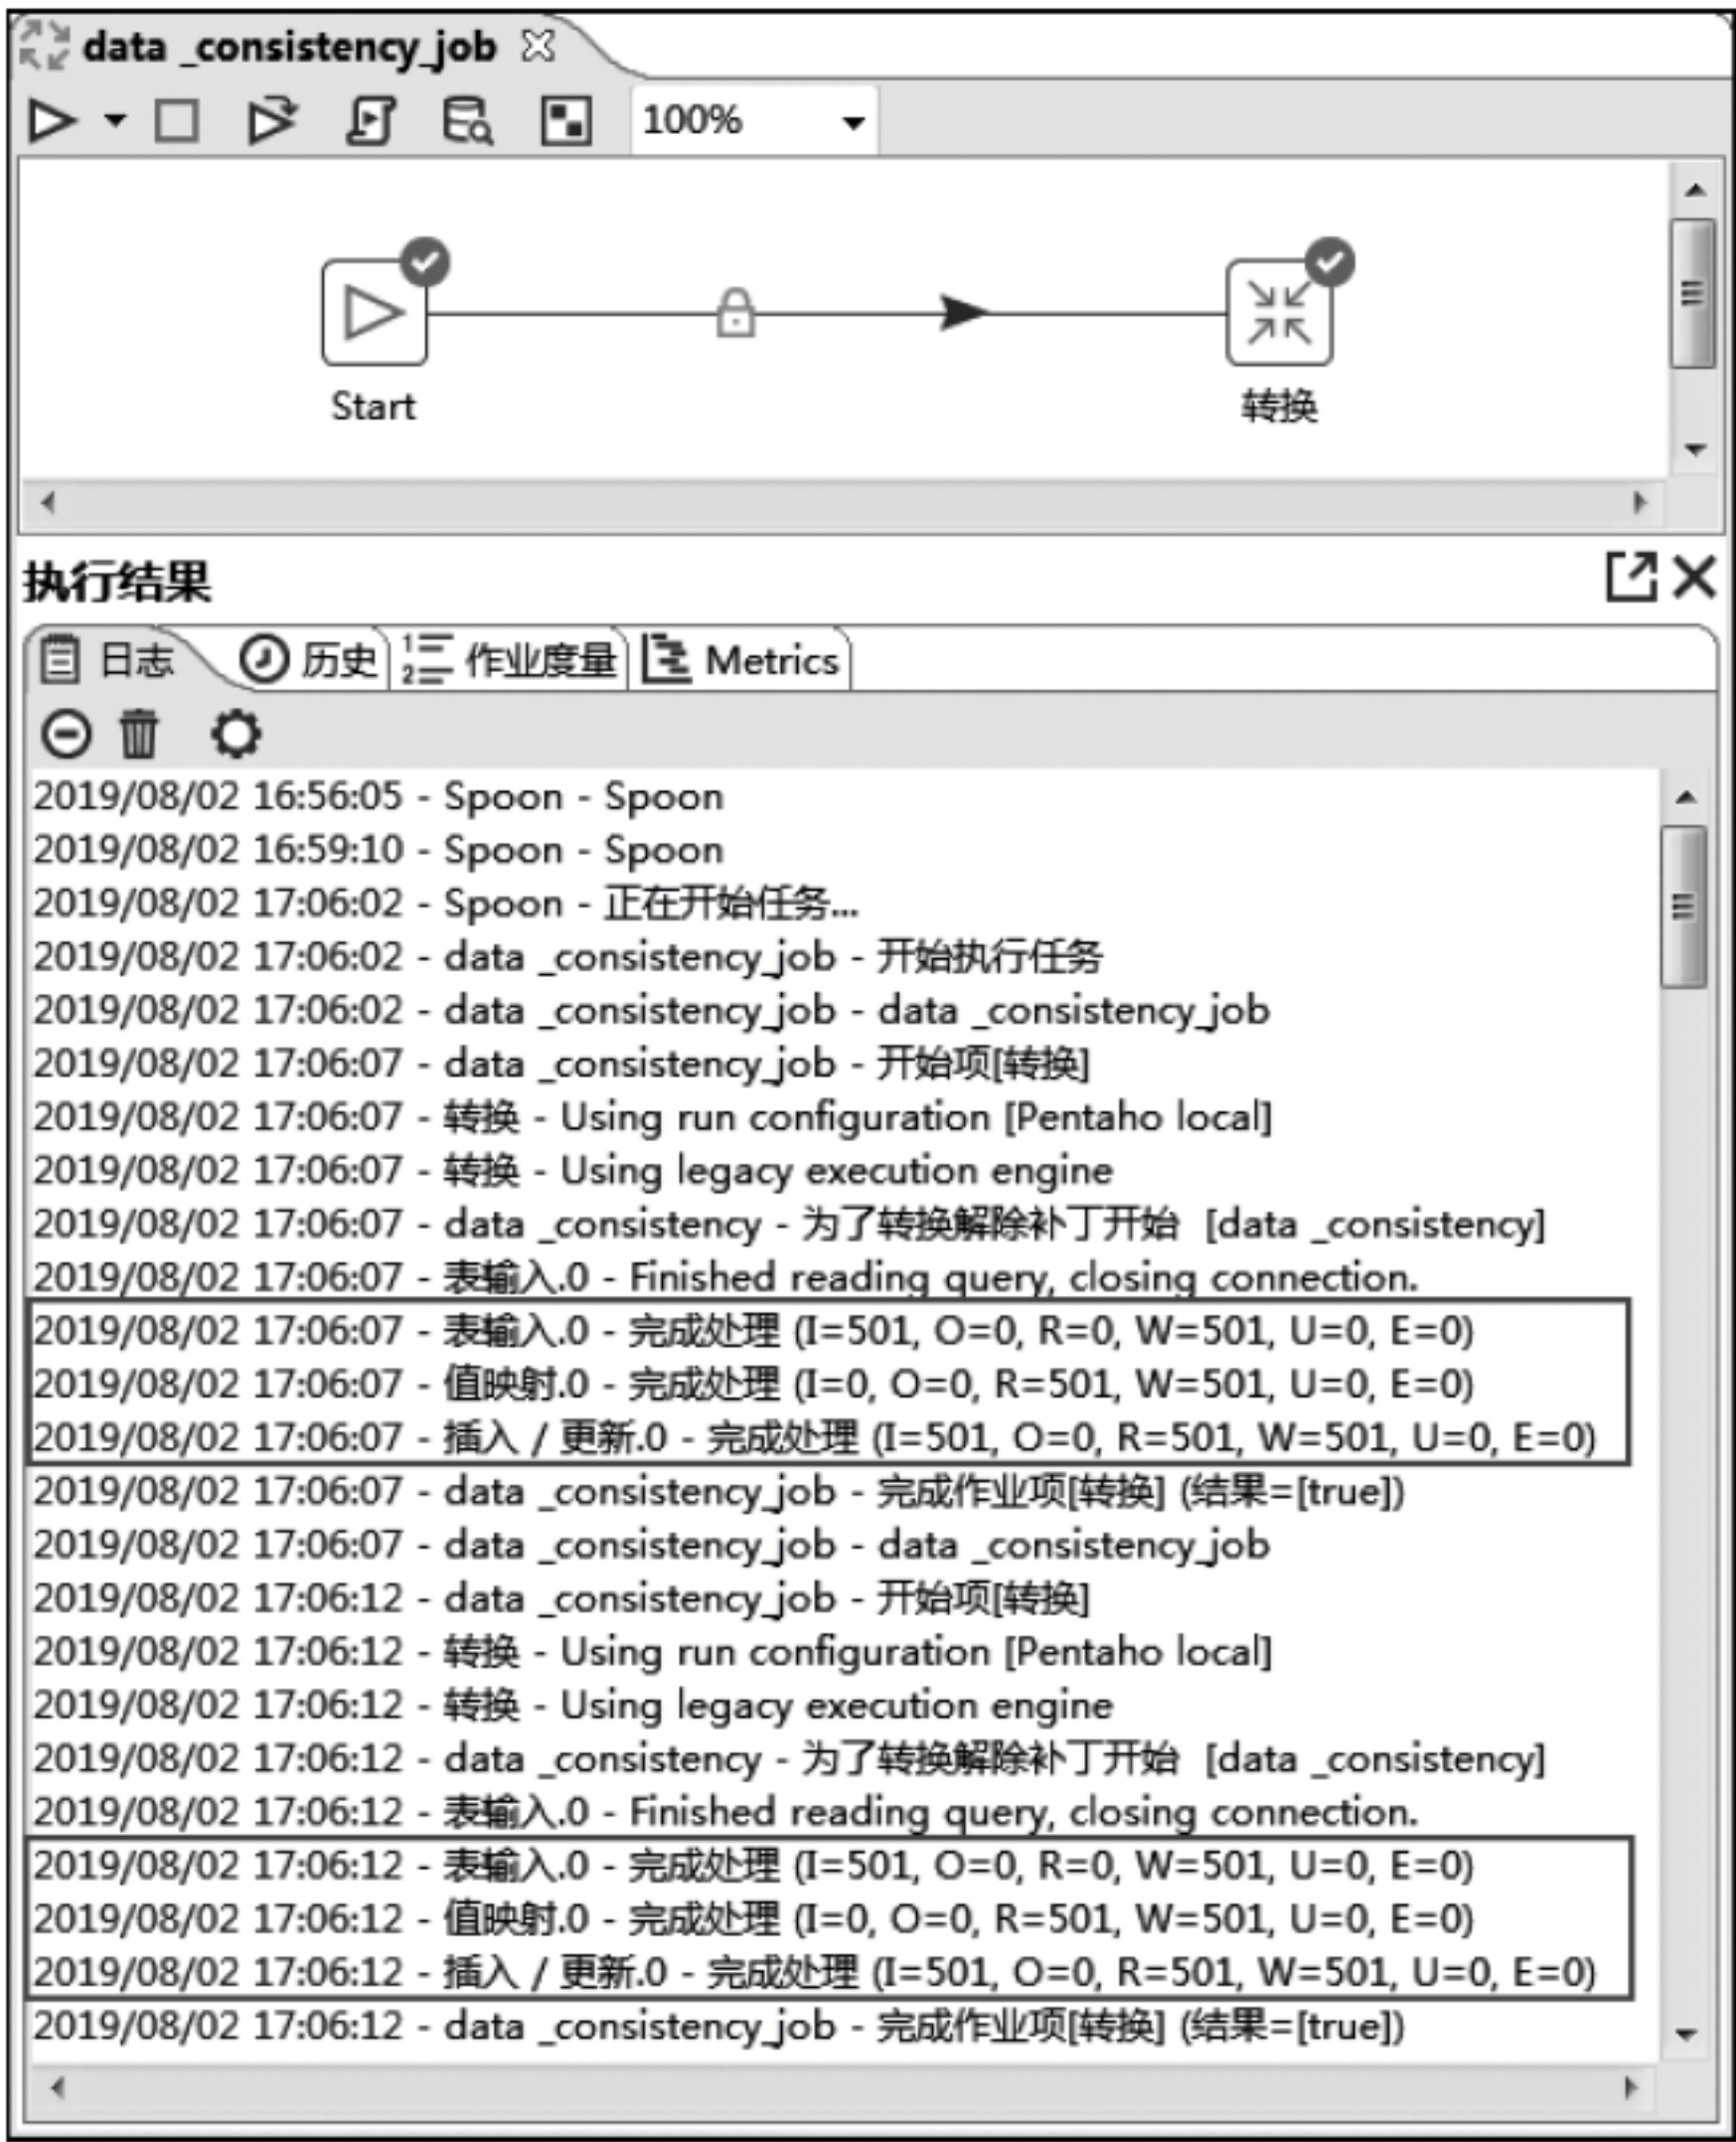 data _consistency_job
100%
Start
转换
执行结果
日志 历史 作业度量 Metrics
2019/08/02 16:56:05 - Spoon - Spoon
2019/08/02 16:59:10 - Spoon - Spoon
2019/08/02 17:06:02 - Spoon - 正在开始任务...
2019/08/02 17:06:02 - data _consistency_job - 开始执行任务
2019/08/02 17:06:02 - data _consistency_job - data _consistency_job
2019/08/02 17:06:07 - data _consistency_job - 开始项[转换]
2019/08/02 17:06:07 - 转换 - Using run configuration [Pentaho local]
2019/08/02 17:06:07 - 转换 - Using legacy execution engine
2019/08/02 17:06:07 - data _consistency - 为了转换解除补丁开始  [data _consistency]
2019/08/02 17:06:07 - 表输入.0 - Finished reading query, closing connection.
2019/08/02 17:06:07 - 表输入.0 - 完成处理 (I=501, O=0, R=0, W=501, U=0, E=0)
2019/08/02 17:06:07 - 值映射.0 - 完成处理 (I=0, O=0, R=501, W=501, U=0, E=0)
2019/08/02 17:06:07 - 插入 / 更新.0 - 完成处理 (I=501, O=0, R=501, W=501, U=0, E=0)
2019/08/02 17:06:07 - data _consistency_job - 完成作业项[转换] (结果=[true])
2019/08/02 17:06:07 - data _consistency_job - data _consistency_job
2019/08/02 17:06:12 - data _consistency_job - 开始项[转换]
2019/08/02 17:06:12 - 转换 - Using run configuration [Pentaho local]
2019/08/02 17:06:12 - 转换 - Using legacy execution engine
2019/08/02 17:06:12 - data _consistency - 为了转换解除补丁开始  [data _consistency]
2019/08/02 17:06:12 - 表输入.0 - Finished reading query, closing connection.
2019/08/02 17:06:12 - 表输入.0 - 完成处理 (I=501, O=0, R=0, W=501, U=0, E=0)
2019/08/02 17:06:12 - 值映射.0 - 完成处理 (I=0, O=0, R=501, W=501, U=0, E=0)
2019/08/02 17:06:12 - 插入 / 更新.0 - 完成处理 (I=501, O=0, R=501, W=501, U=0, E=0)
2019/08/02 17:06:12 - data _consistency_job - 完成作业项[转换] (结果=[true])